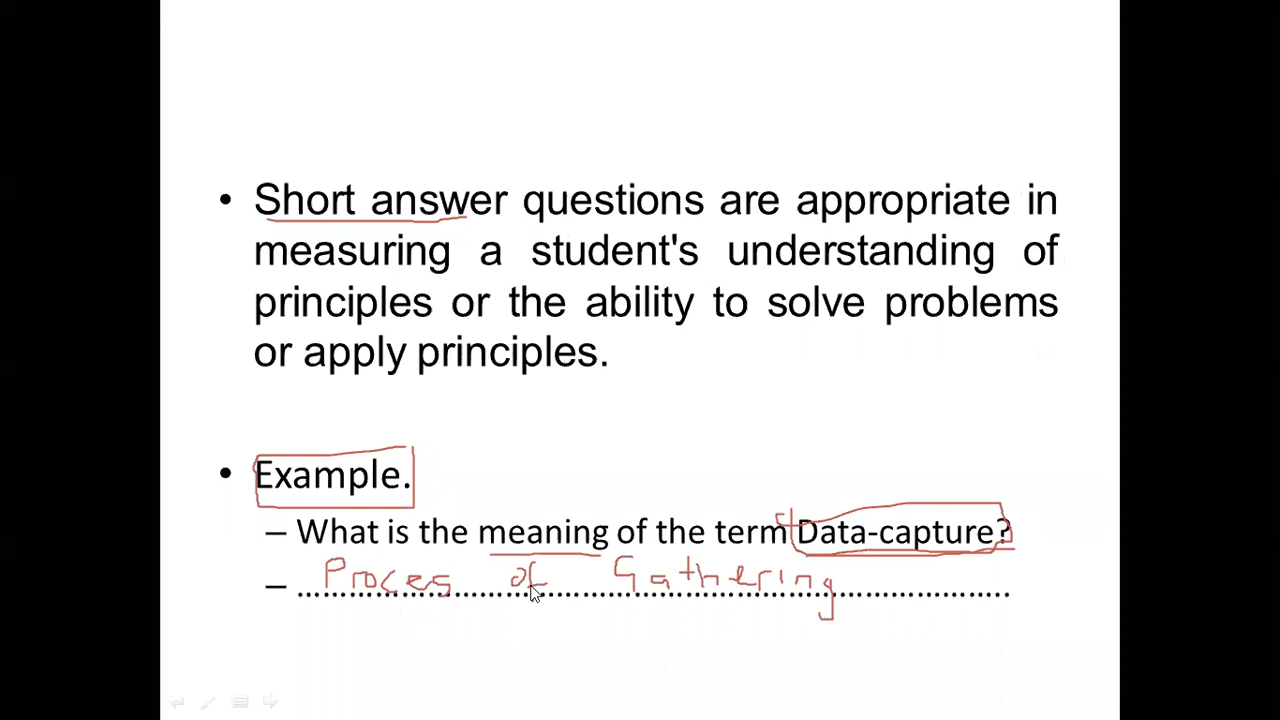 • Short answer questions are appropriate in
measuring a student's understanding of
principles or the ability to solve problems
or apply principles.
• Example.
– What is the meaning of the term Data-capture?
– Proces of Gathering